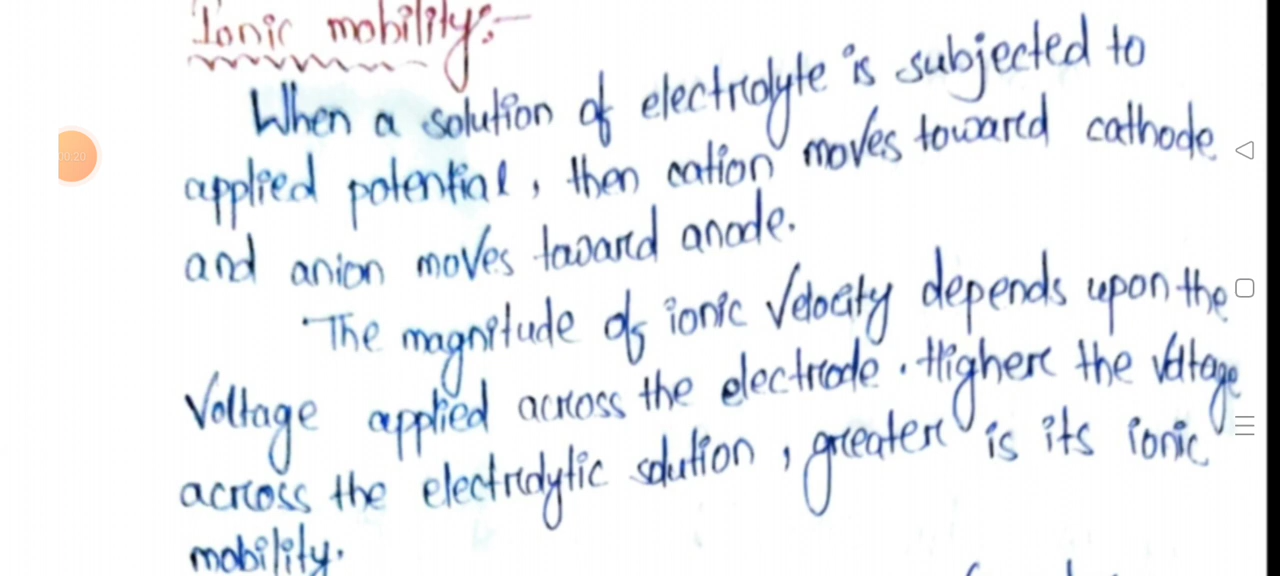 Ionic mobility:-
When a solution of electrolyte is subjected to
applied potential, then cation moves toward cathode
and anion moves toward anode.
The magnitude of ionic velocity depends upon the
Voltage applied across the electrode. Higher the voltage
across the electrolytic solution, greater is its ionic
mobility.
00:20